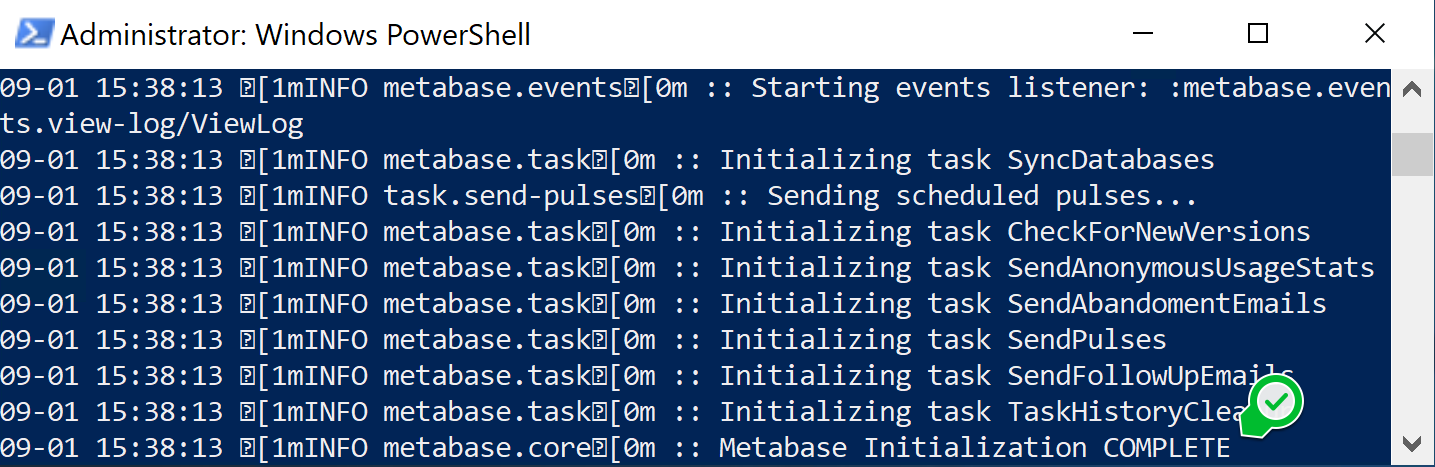 Administrator: Windows PowerShell
09-01 15:38:13 �[1mINFO metabase.events�[0m :: Starting events listener: :metabase.even
ts.view-log/ViewLog
09-01 15:38:13 �[1mINFO metabase.task�[0m :: Initializing task SyncDatabases
09-01 15:38:13 �[1mINFO task.send-pulses�[0m :: Sending scheduled pulses...
09-01 15:38:13 �[1mINFO metabase.task�[0m :: Initializing task CheckForNewVersions
09-01 15:38:13 �[1mINFO metabase.task�[0m :: Initializing task SendAnonymousUsageStats
09-01 15:38:13 �[1mINFO metabase.task�[0m :: Initializing task SendAbandomentEmails
09-01 15:38:13 �[1mINFO metabase.task�[0m :: Initializing task SendPulses
09-01 15:38:13 �[1mINFO metabase.task�[0m :: Initializing task SendFollowUpEmails
09-01 15:38:13 �[1mINFO metabase.task�[0m :: Initializing task
09-01 15:38:13 �[1mINFO metabase.core�[0m :: Metabase Initialization COMPLETE